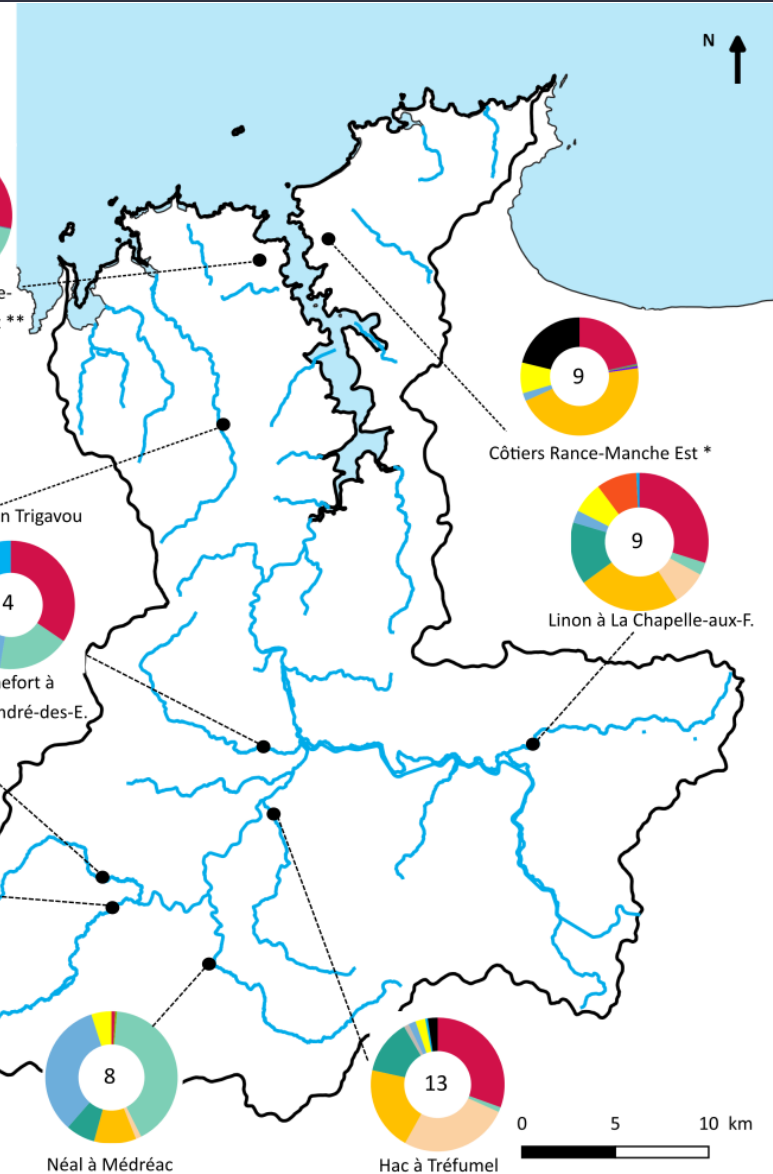 N
e-
: **
9
Côtiers Rance-Manche Est *
n Trigavou
9
Linon à La Chapelle-aux-F.
4
efort à
ndré-des-E.
8
Néal à Médréac
13
Hac à Tréfumel
0 5 10 km